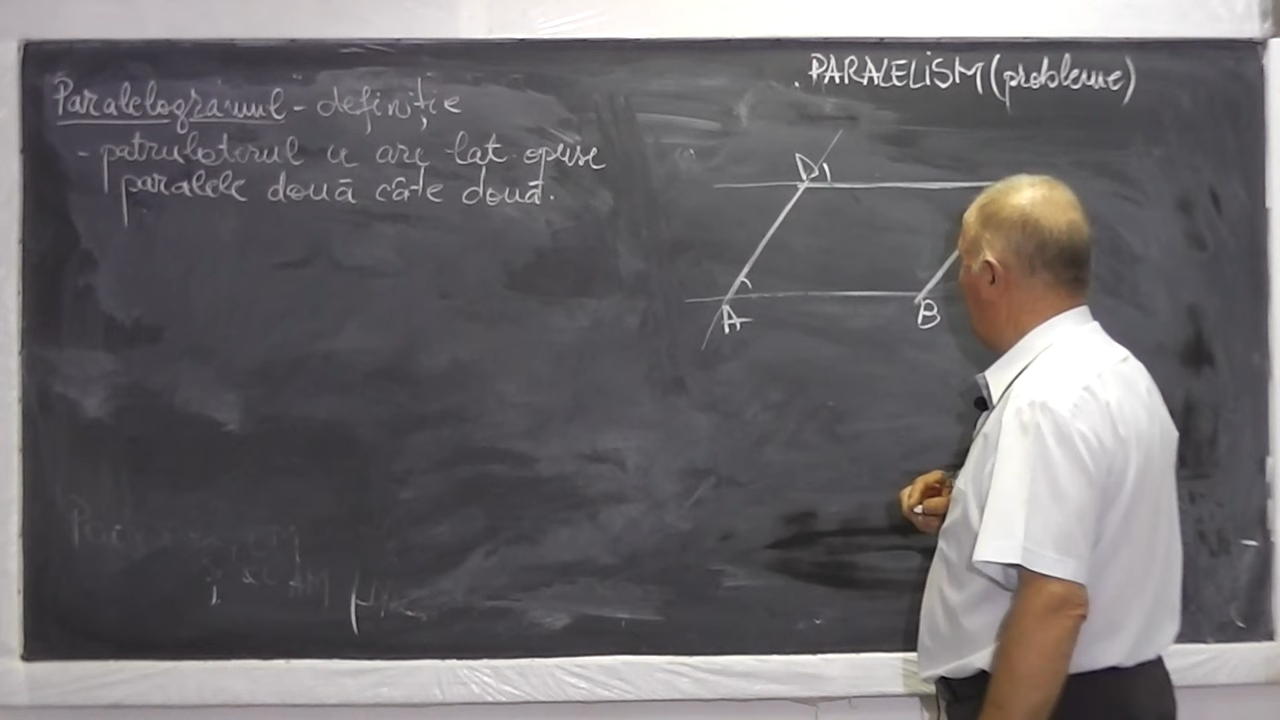 Paralelogramul - definiție
- patrulaterul ce are lat. opuse
paralele două câte două.
PARALELISM (probleme)
D
A
B